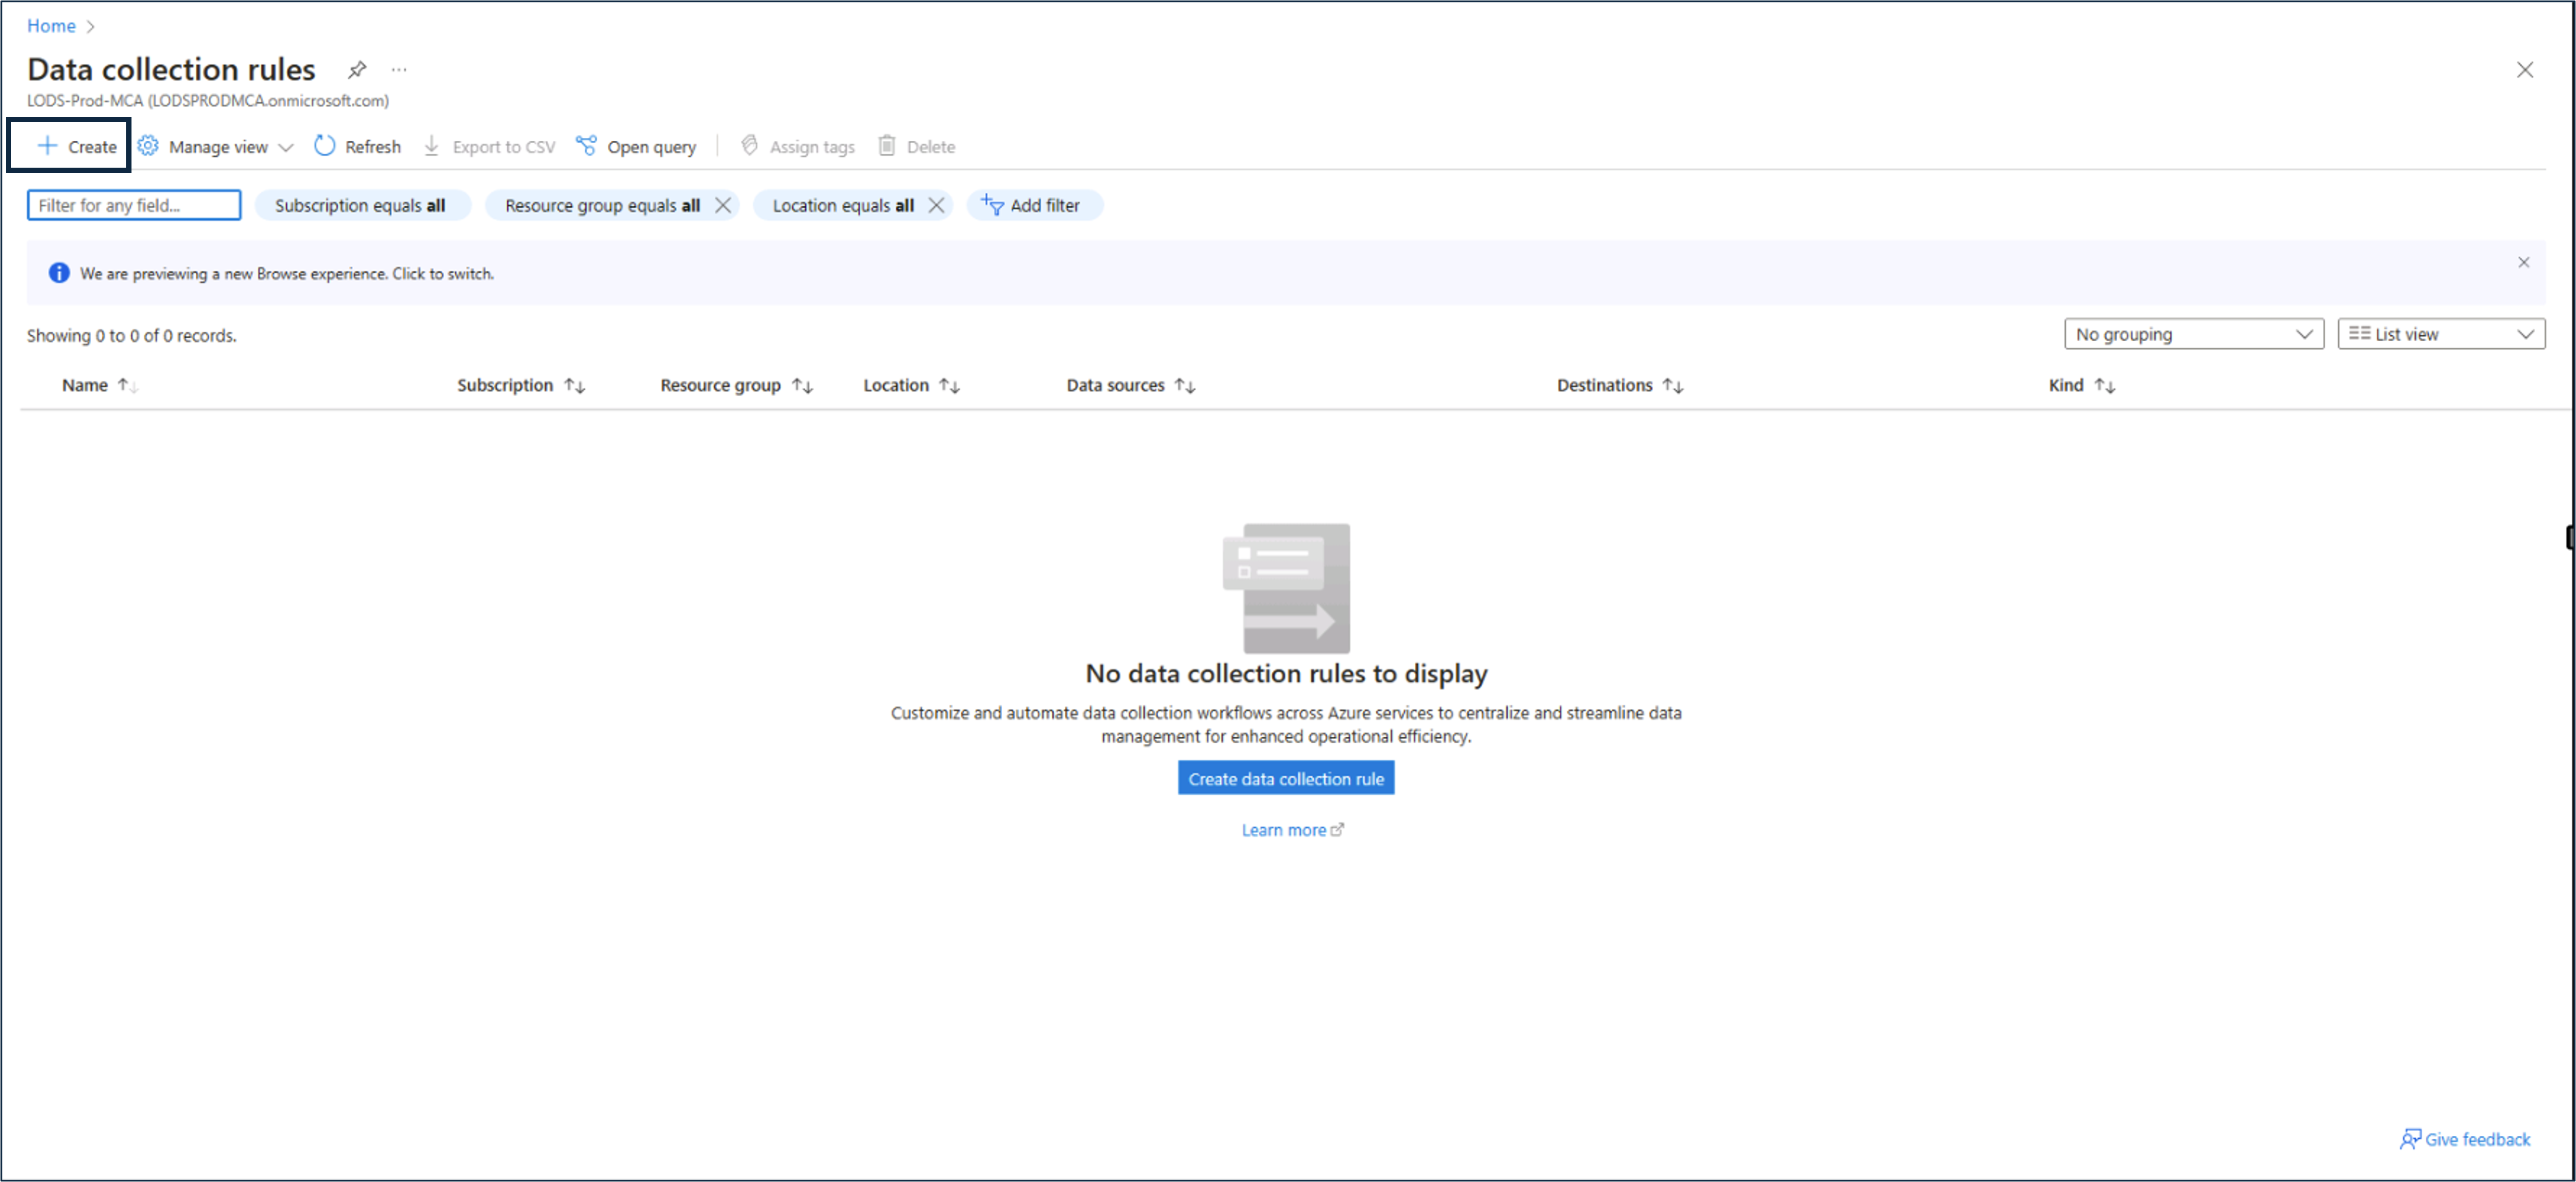 Home
Data collection rules
LODS-Prod-MCA (LODSPRODMCA.onmicrosoft.com)
Create Manage view Refresh Export to CSV Open query Assign tags Delete
Filter for any field... Subscription equals all Resource group equals all Location equals all Add filter
We are previewing a new Browse experience. Click to switch.
Showing 0 to 0 of 0 records. No grouping List view
Name Subscription Resource group Location Data sources Destinations Kind
No data collection rules to display
Customize and automate data collection workflows across Azure services to centralize and streamline data
management for enhanced operational efficiency.
Create data collection rule
Learn more
Give feedback